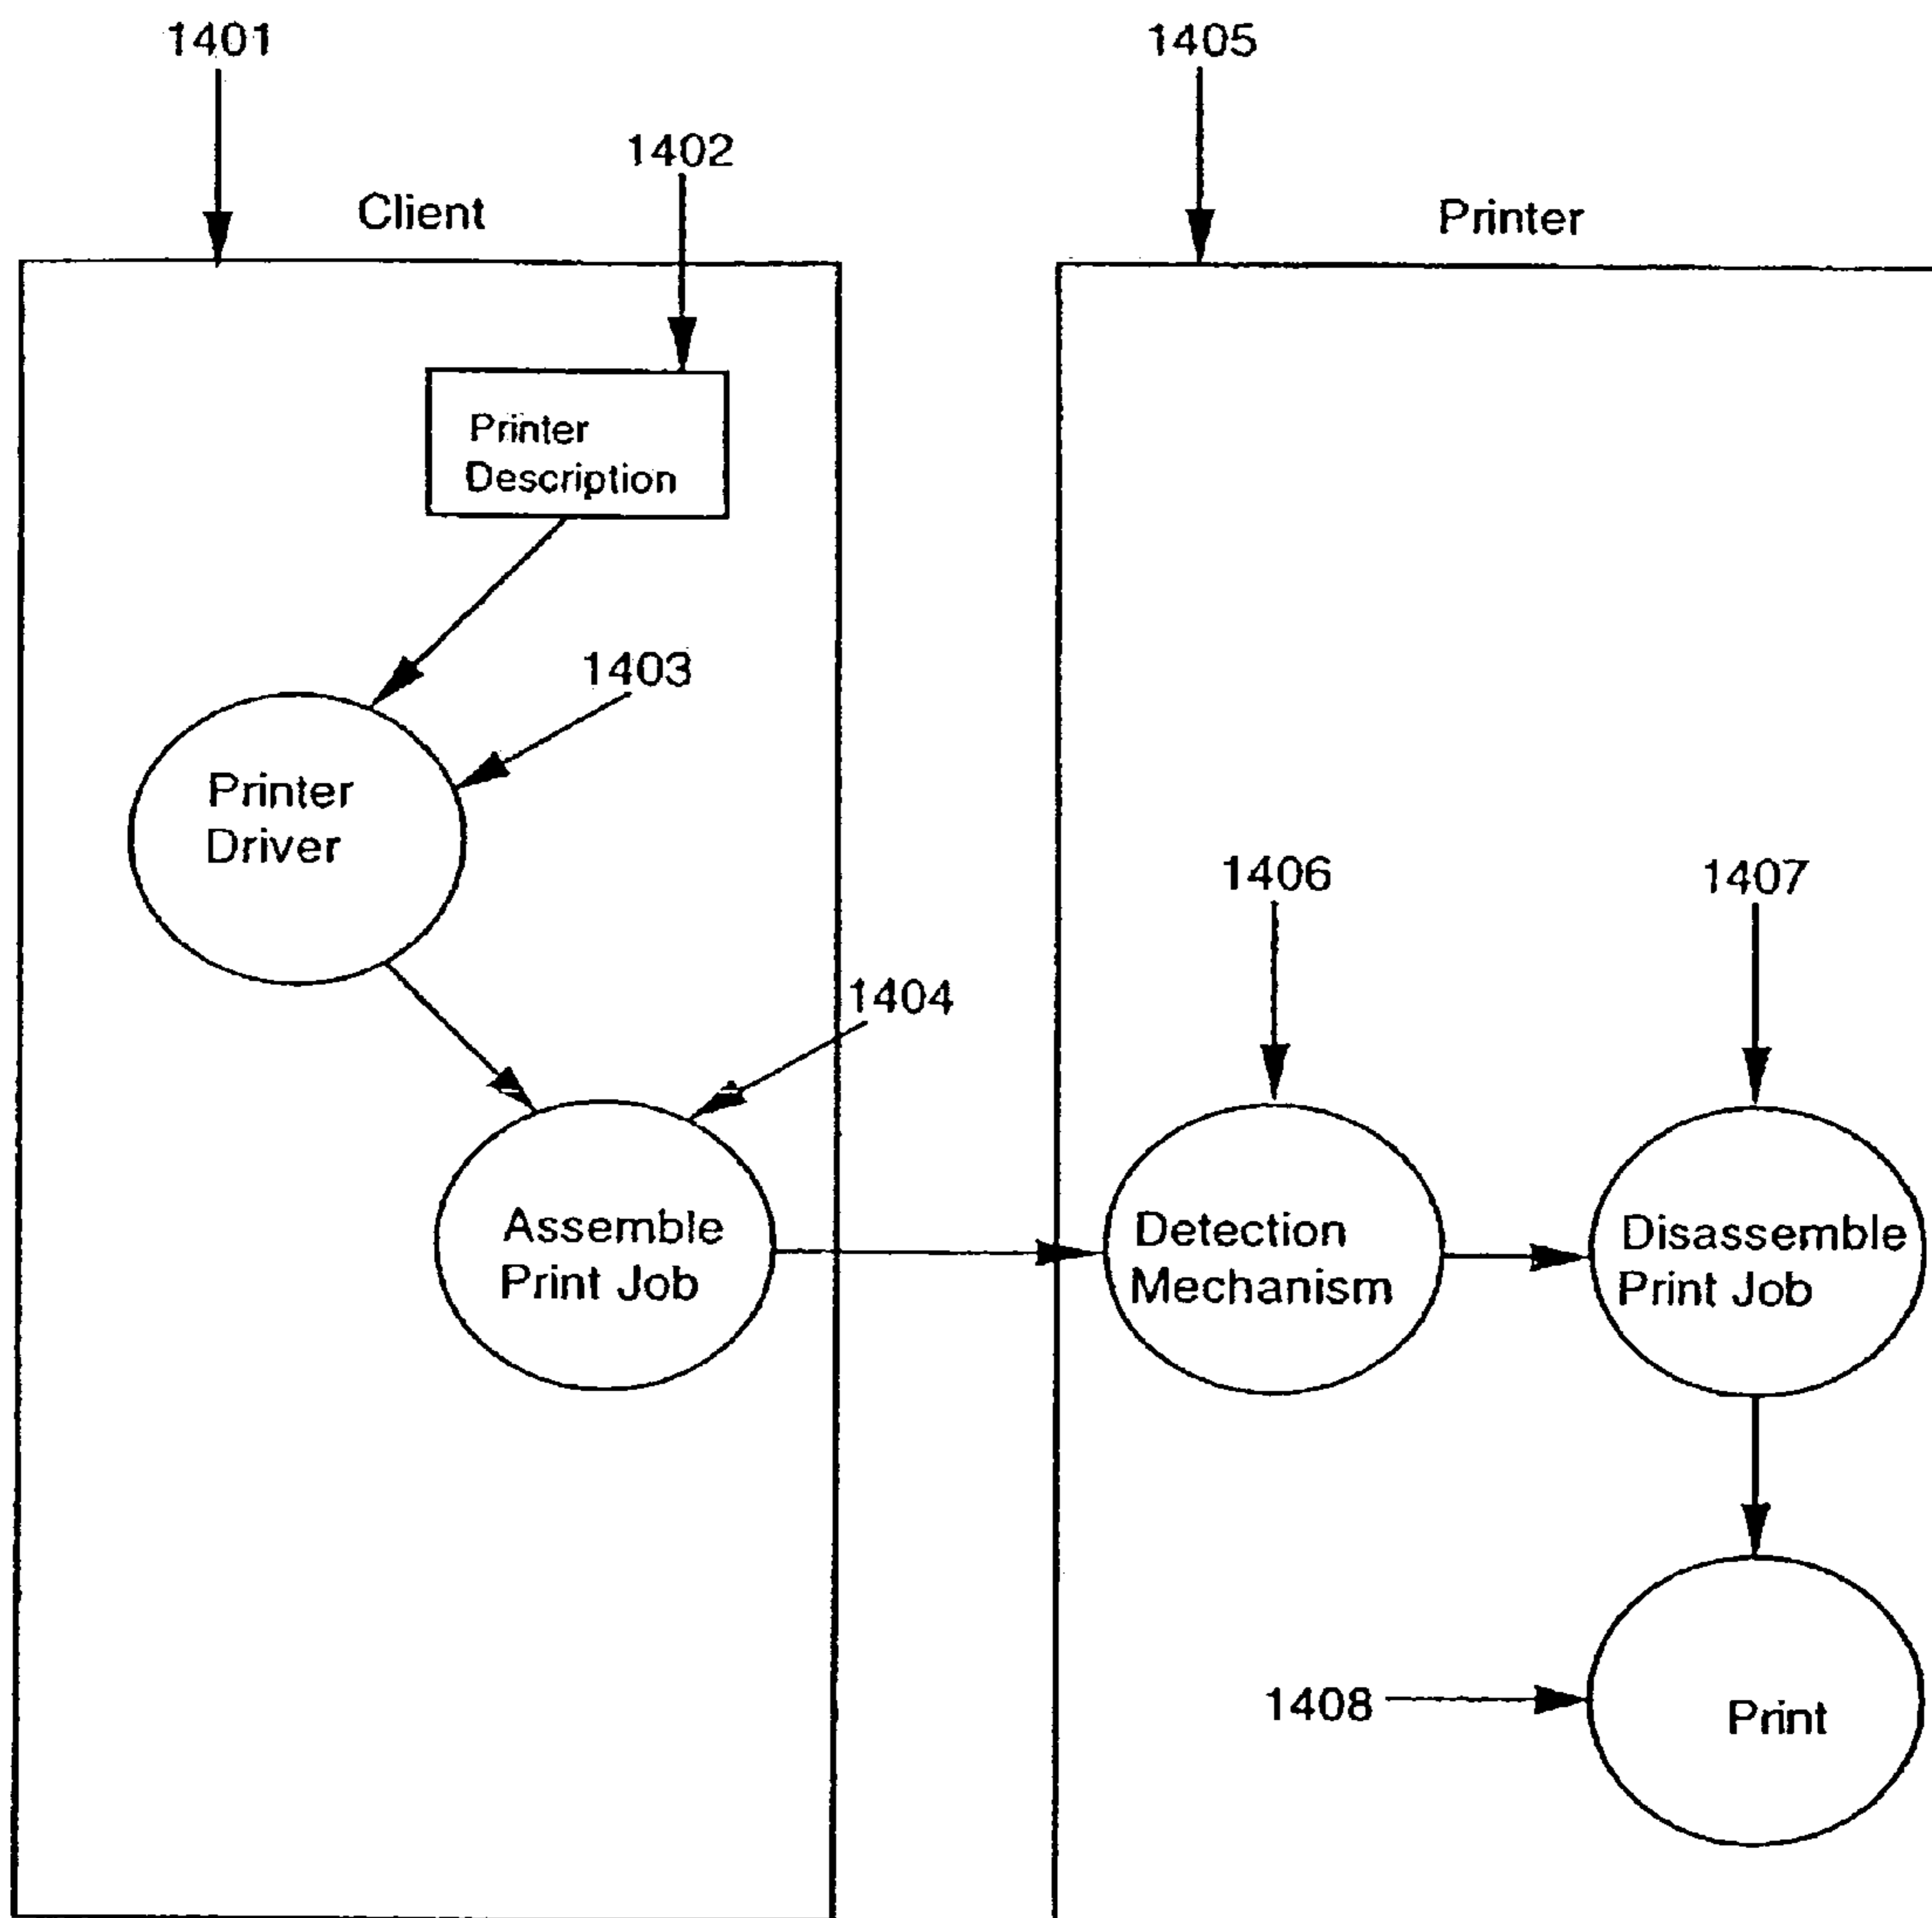 1401
1405
1402
Client
Printer
Printer
Description
1403
Printer
Driver
1406
1407
1404
Assemble
Print Job
Detection
Mechanism
Disassemble
Print Job
1408
Print